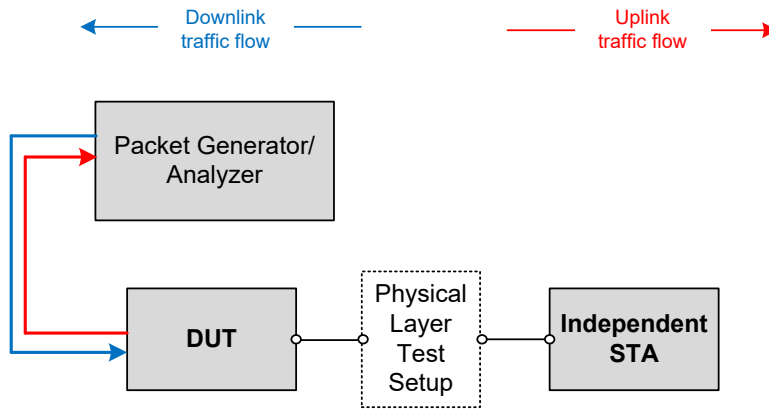 Downlink
traffic flow
Uplink
traffic flow
Packet Generator/
Analyzer
DUT
Physical
Layer
Test
Setup
Independent
STA